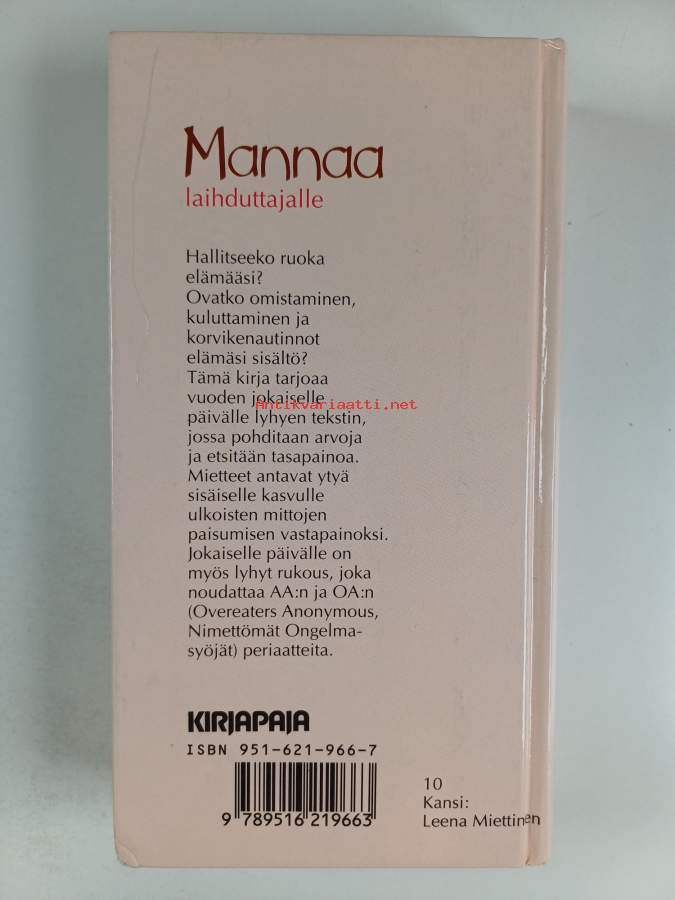 Mannaa
laihduttajalle
Hallitseeko ruoka
elämääsi?
Ovatko omistaminen,
kuluttaminen ja
korvikenautinnot
elämäsi sisältö?
Tämä kirja tarjoaa
vuoden jokaiselle
Antikvariaatti.net
päivälle lyhyen tekstin,
jossa pohditaan arvoja
ja etsitään tasapainoa.
Mietteet antavat ytyä
sisäiselle kasvulle
ulkoisten mittojen
paisumisen vastapainoksi.
Jokaiselle päivälle on
myös lyhyt rukous, joka
noudattaa AA:n ja OA:n
(Overeaters Anonymous,
Nimettömät Ongelma-
syöjät) periaatteita.
KIRJAPAJA
ISBN 951-621-966-7
9 789516 219663
10
Kansi:
Leena Miettinen